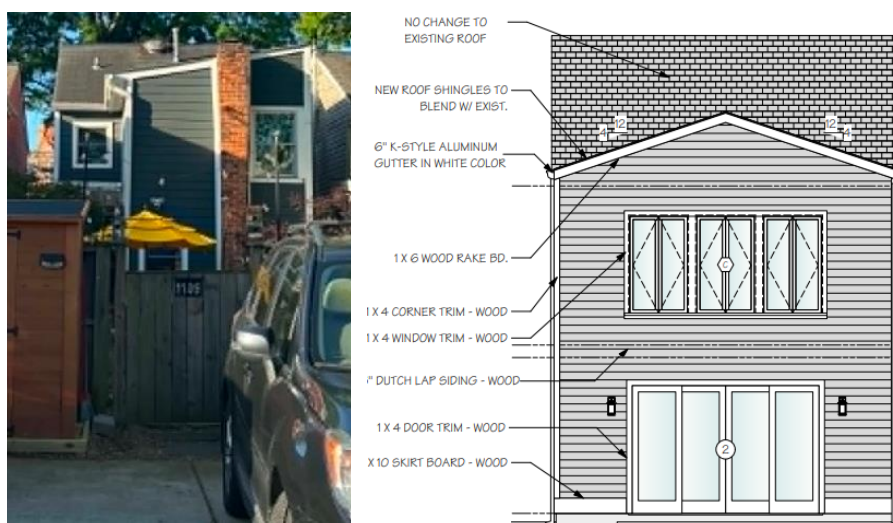 1109
NO CHANGE TO
EXISTING ROOF
NEW ROOF SHINGLES TO
BLEND W/ EXIST.
12
4
12
4
6" K-STYLE ALUMINUM
GUTTER IN WHITE COLOR
1 X 6 WOOD RAKE BD.
C
1 X 4 CORNER TRIM - WOOD
1 X 4 WINDOW TRIM - WOOD
" DUTCH LAP SIDING - WOOD
1 X 4 DOOR TRIM - WOOD
2
X 10 SKIRT BOARD - WOOD